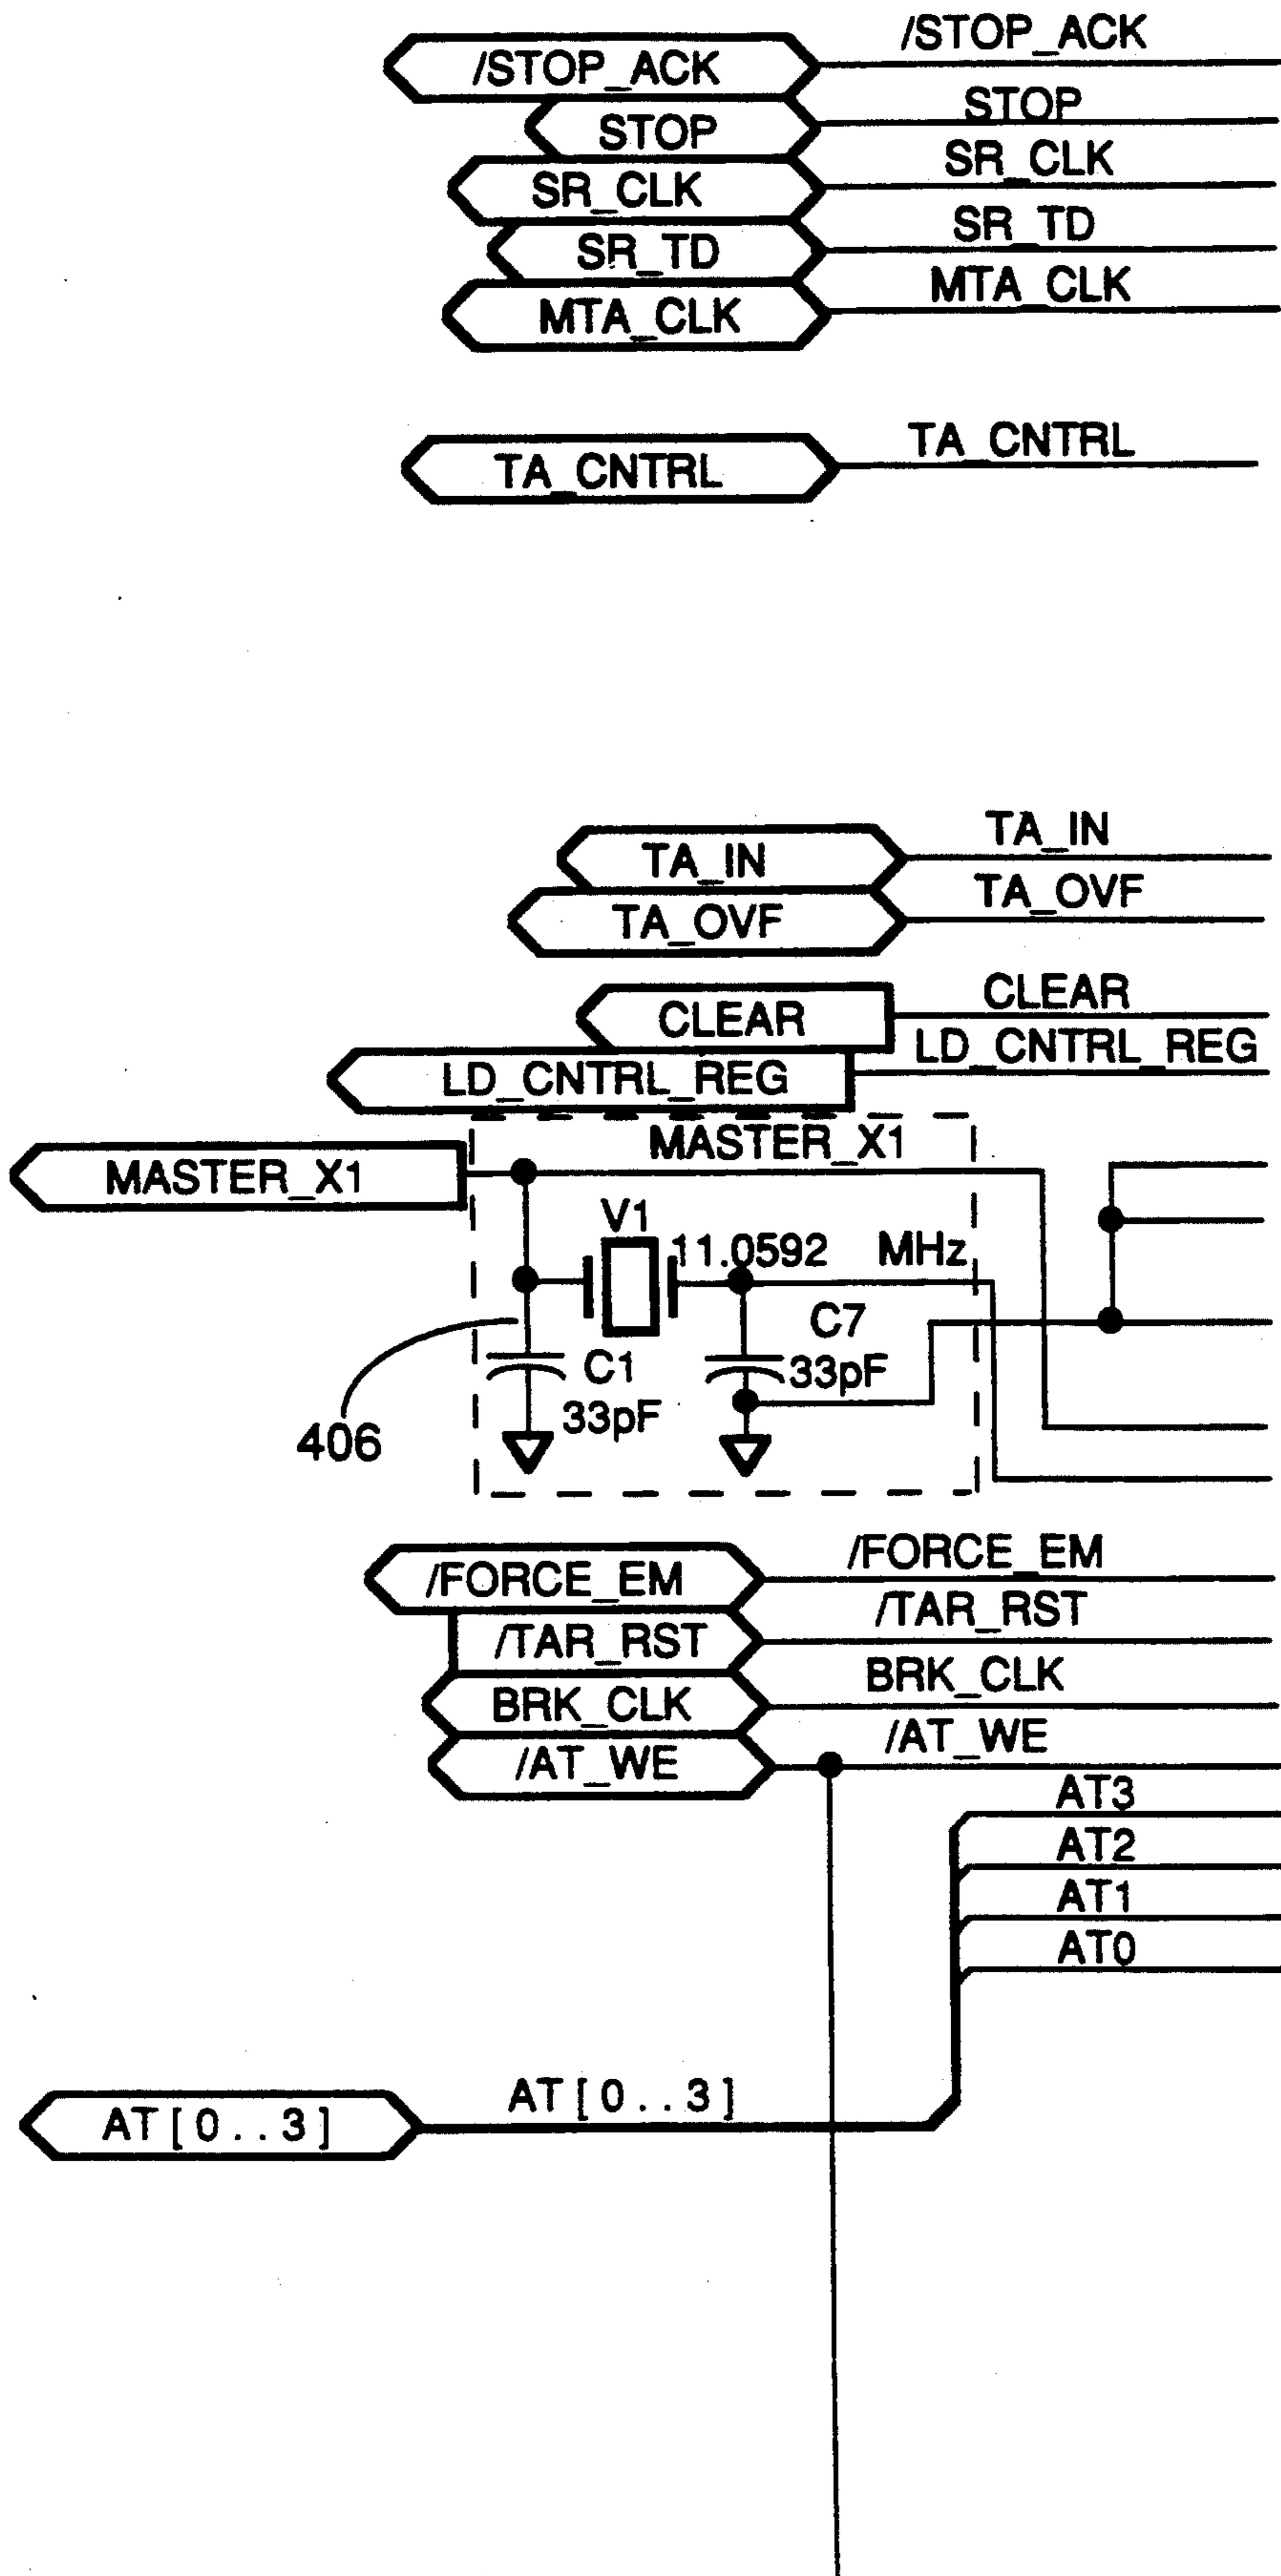 /STOP_ACK /STOP_ACK
STOP STOP
SR_CLK SR_CLK
SR_TD SR_TD
MTA_CLK MTA_CLK
TA_CNTRL TA_CNTRL
TA_IN TA_IN
TA_OVF TA_OVF
CLEAR CLEAR
LD_CNTRL_REG LD_CNTRL_REG
MASTER_X1 MASTER_X1
V1
11.0592 MHz
C7
33pF
C1
33pF
406
/FORCE_EM /FORCE_EM
/TAR_RST /TAR_RST
BRK_CLK BRK_CLK
/AT_WE /AT_WE
AT3
AT2
AT1
AT0
AT [ 0 . . 3 ] AT [ 0 . . 3 ]